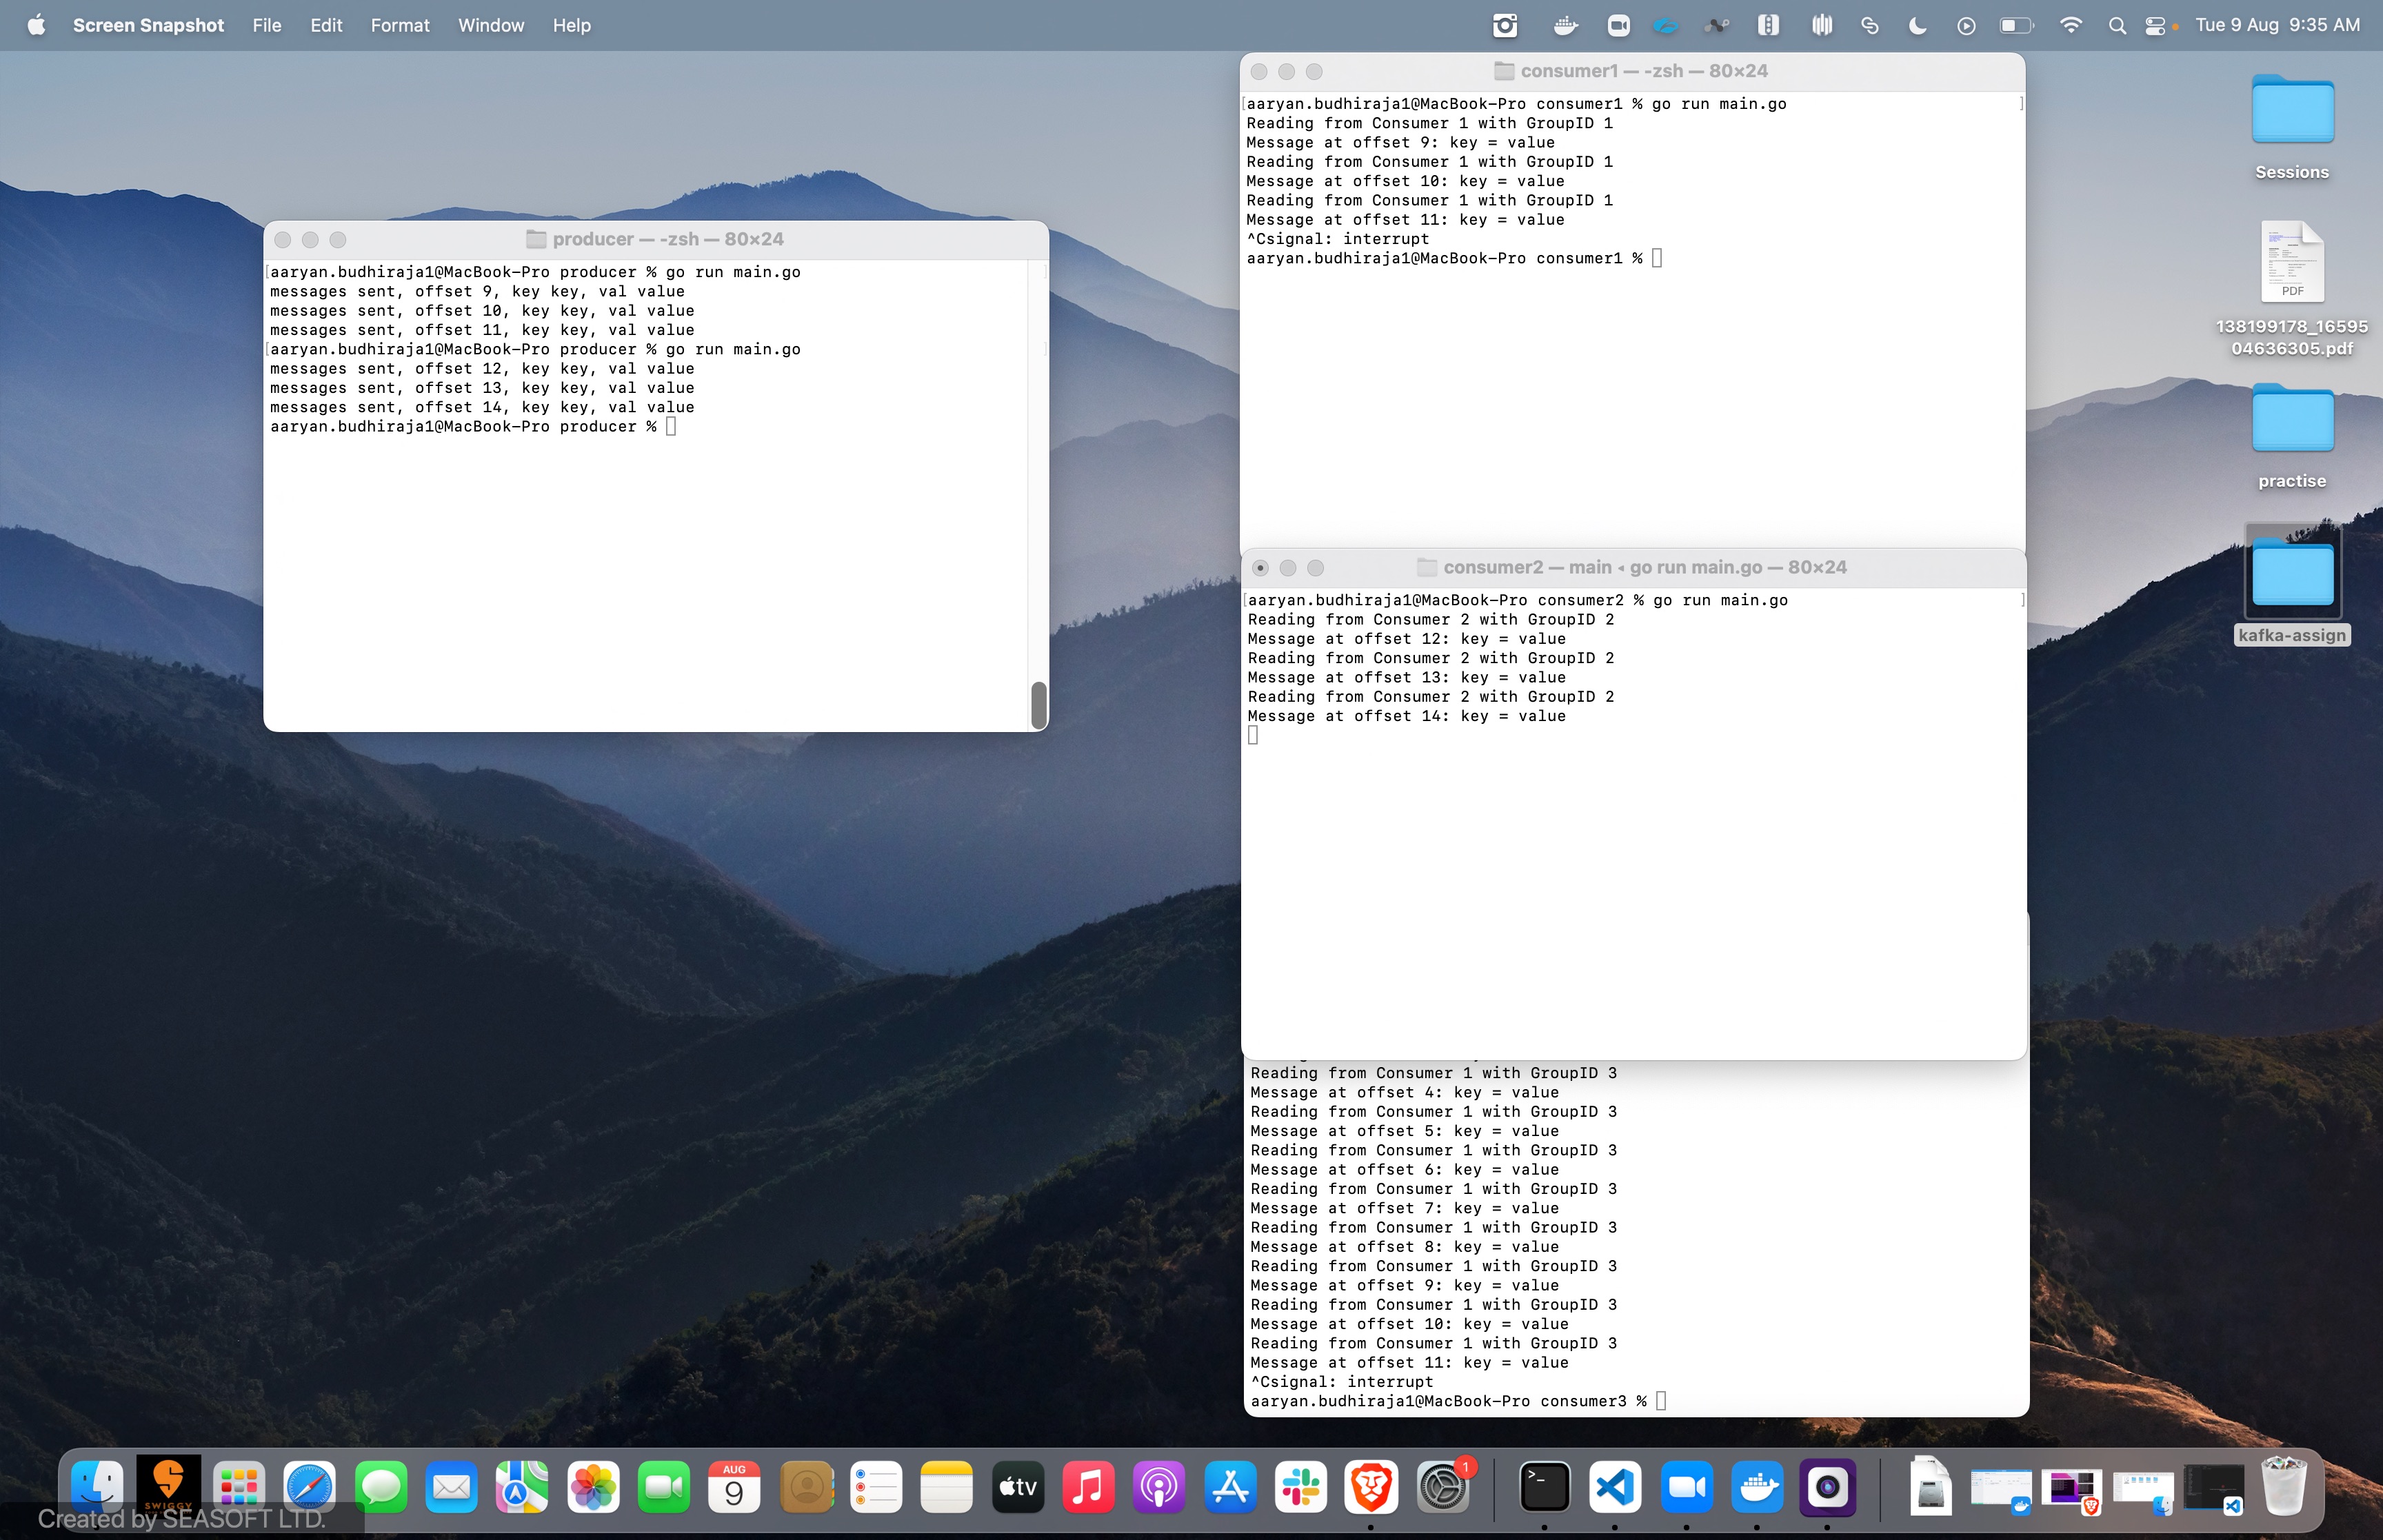 Screen Snapshot File Edit Format Window Help
Tue 9 Aug 9:35 AM
producer — -zsh — 80×24
aaryan.budhiraja1@MacBook-Pro producer % go run main.go
messages sent, offset 9, key key, val value
messages sent, offset 10, key key, val value
messages sent, offset 11, key key, val value
aaryan.budhiraja1@MacBook-Pro producer % go run main.go
messages sent, offset 12, key key, val value
messages sent, offset 13, key key, val value
messages sent, offset 14, key key, val value
aaryan.budhiraja1@MacBook-Pro producer %
consumer1 — -zsh — 80×24
aaryan.budhiraja1@MacBook-Pro consumer1 % go run main.go
Reading from Consumer 1 with GroupID 1
Message at offset 9: key = value
Reading from Consumer 1 with GroupID 1
Message at offset 10: key = value
Reading from Consumer 1 with GroupID 1
Message at offset 11: key = value
^Csignal: interrupt
aaryan.budhiraja1@MacBook-Pro consumer1 %
consumer2 — main ◂ go run main.go — 80×24
aaryan.budhiraja1@MacBook-Pro consumer2 % go run main.go
Reading from Consumer 2 with GroupID 2
Message at offset 12: key = value
Reading from Consumer 2 with GroupID 2
Message at offset 13: key = value
Reading from Consumer 2 with GroupID 2
Message at offset 14: key = value
Reading from Consumer 1 with GroupID 3
Message at offset 4: key = value
Reading from Consumer 1 with GroupID 3
Message at offset 5: key = value
Reading from Consumer 1 with GroupID 3
Message at offset 6: key = value
Reading from Consumer 1 with GroupID 3
Message at offset 7: key = value
Reading from Consumer 1 with GroupID 3
Message at offset 8: key = value
Reading from Consumer 1 with GroupID 3
Message at offset 9: key = value
Reading from Consumer 1 with GroupID 3
Message at offset 10: key = value
Reading from Consumer 1 with GroupID 3
Message at offset 11: key = value
^Csignal: interrupt
aaryan.budhiraja1@MacBook-Pro consumer3 %
Sessions
PDF
138199178_16595
04636305.pdf
practise
kafka-assign
SWIGGY
AUG
9
tv
1
>_
Created by SEASOFT LTD.